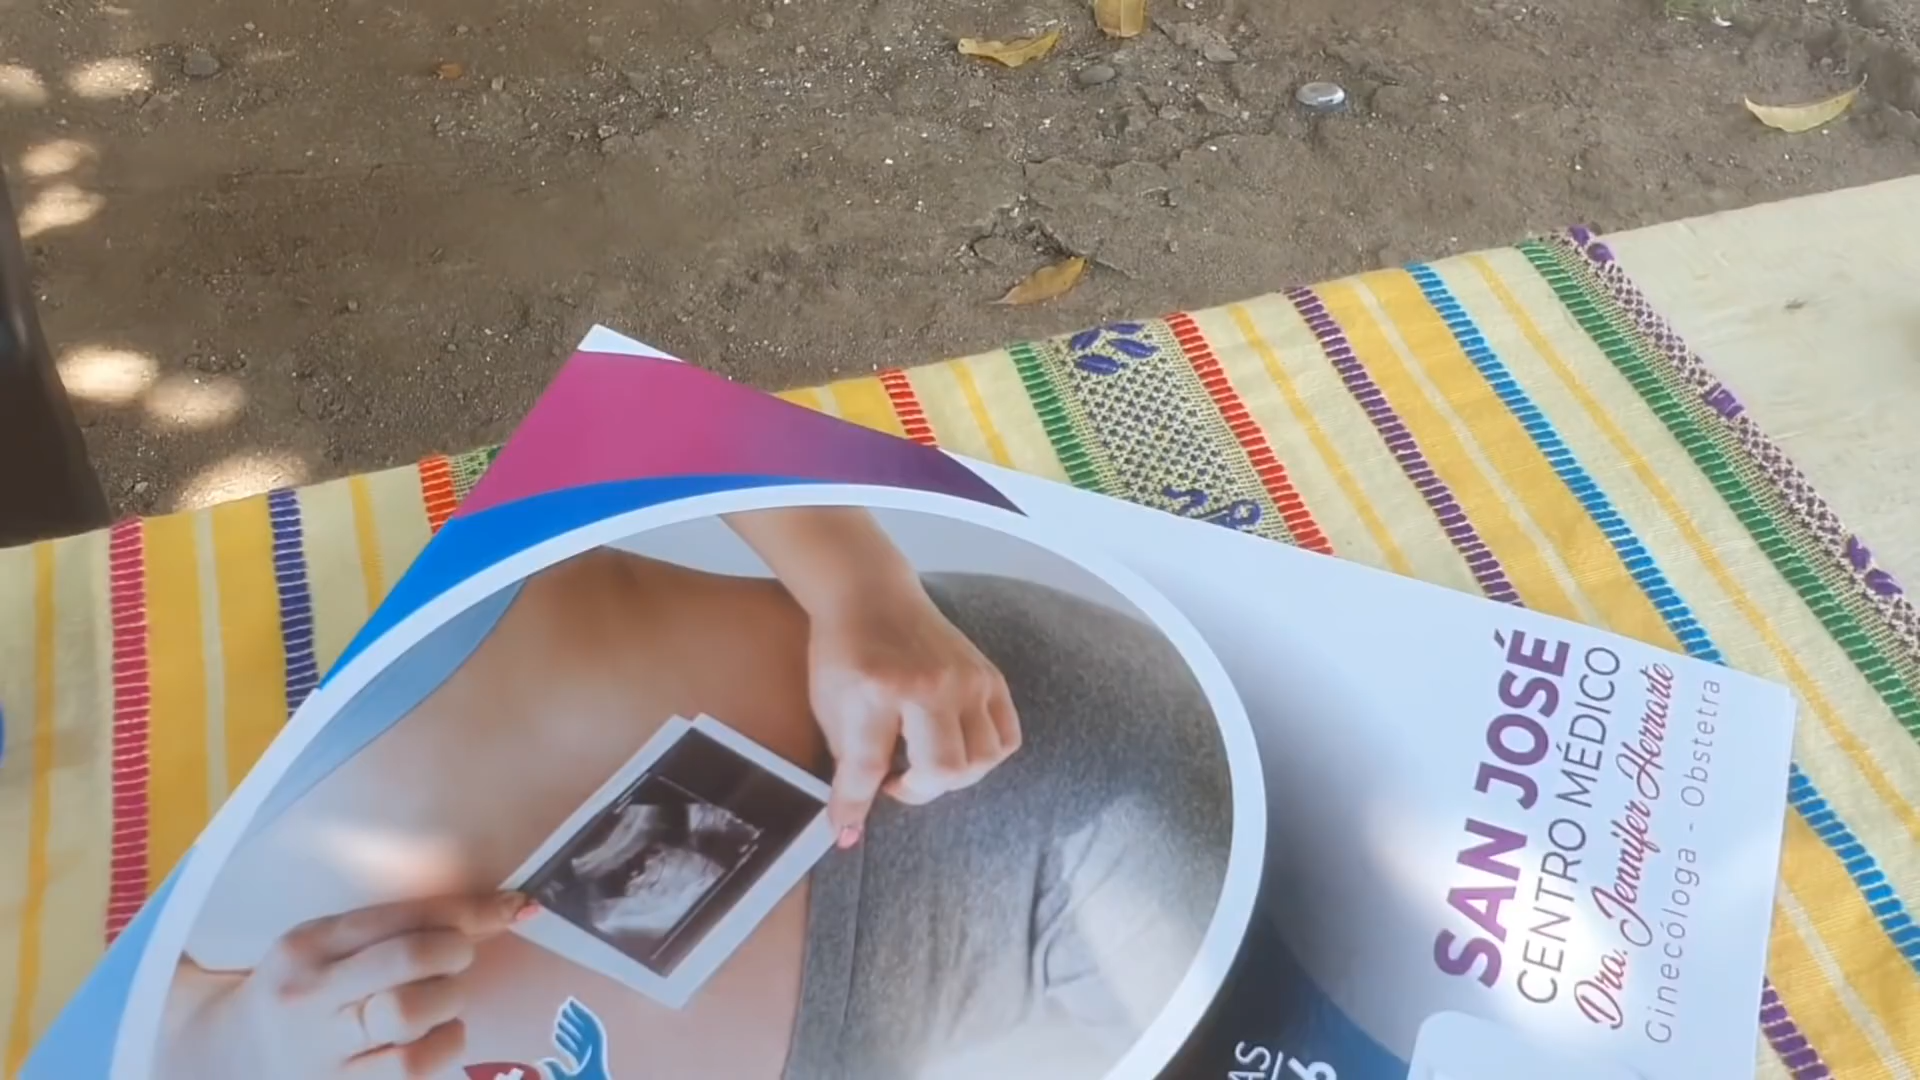 SAN JOSÉ
CENTRO MÉDICO
Dra. Jennifer Herrarte
Ginecóloga - Obstetra